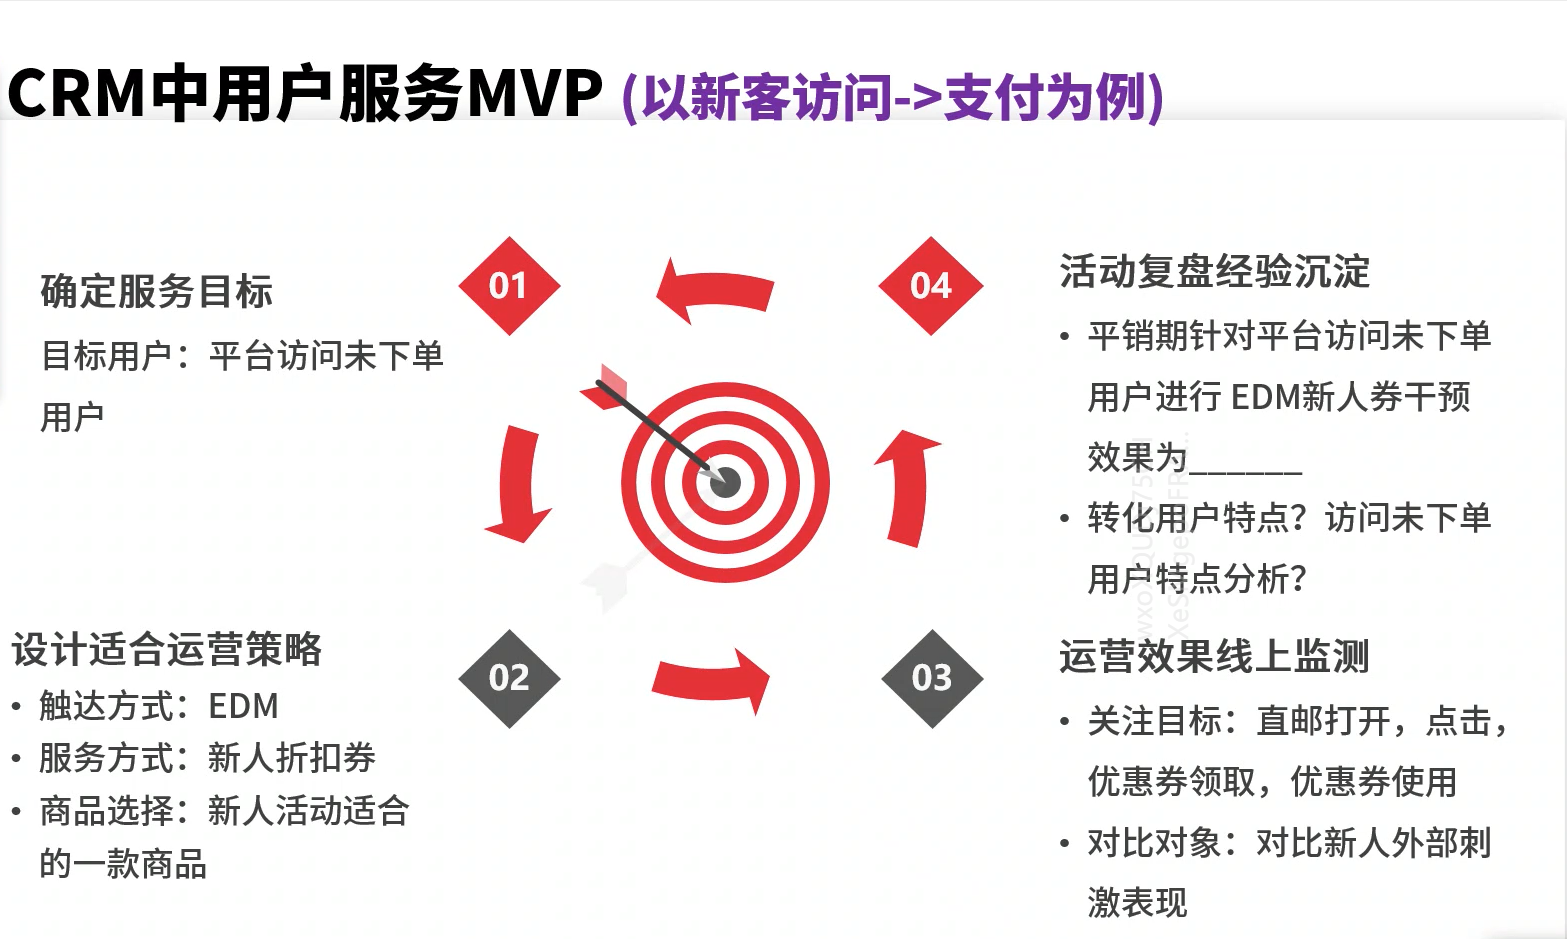 CRM中用户服务MVP (以新客访问->支付为例)
01
确定服务目标
目标用户：平台访问未下单
用户
02
设计适合运营策略
• 触达方式：EDM
• 服务方式：新人折扣券
• 商品选择：新人活动适合
的一款商品
03
运营效果线上监测
• 关注目标：直邮打开，点击，
优惠券领取，优惠券使用
• 对比对象：对比新人外部刺
激表现
04
活动复盘经验沉淀
• 平销期针对平台访问未下单
用户进行 EDM新人券干预
效果为______
• 转化用户特点？访问未下单
用户特点分析？